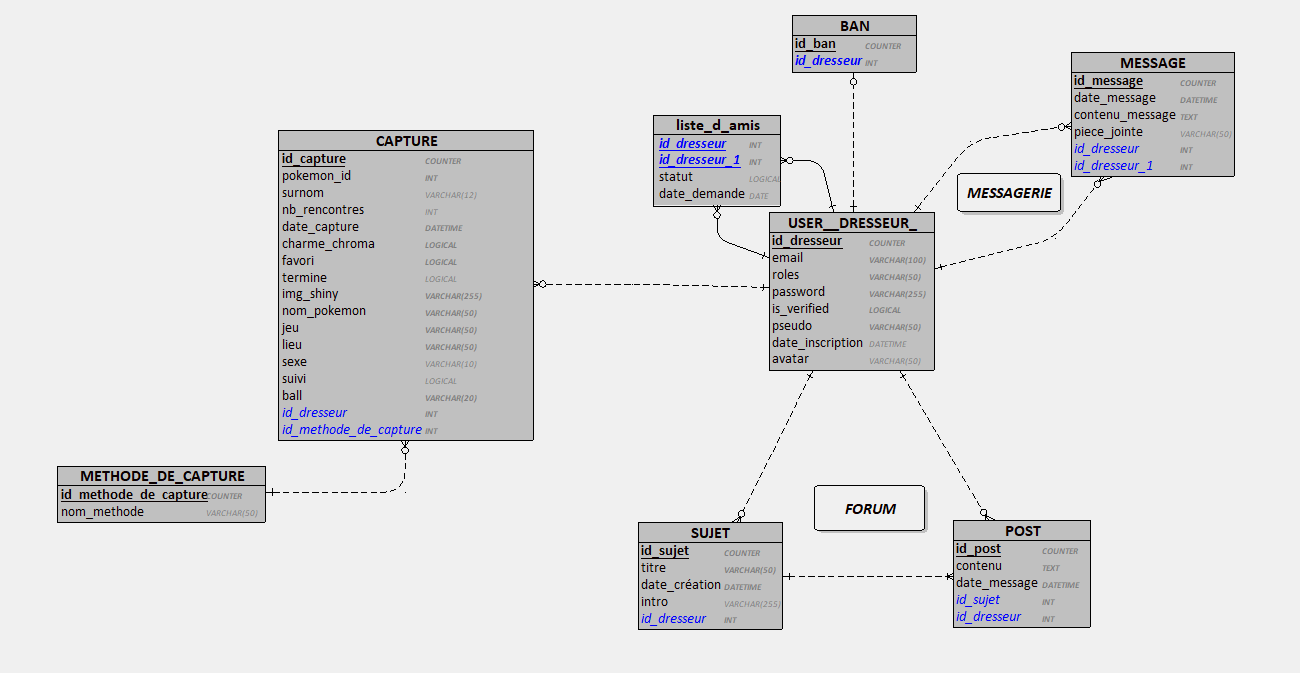 BAN
id_ban COUNTER
id_dresseur INT
MESSAGE
id_message COUNTER
date_message DATETIME
contenu_message TEXT
piece_jointe VARCHAR(50)
id_dresseur INT
id_dresseur_1 INT
liste_d_amis
id_dresseur INT
id_dresseur_1 INT
statut LOGICAL
date_demande DATE
CAPTURE
id_capture COUNTER
pokemon_id INT
surnom VARCHAR(12)
nb_rencontres INT
date_capture DATETIME
charme_chroma LOGICAL
favori LOGICAL
termine LOGICAL
img_shiny VARCHAR(255)
nom_pokemon VARCHAR(50)
jeu VARCHAR(50)
lieu VARCHAR(50)
sexe VARCHAR(10)
suivi LOGICAL
ball VARCHAR(20)
id_dresseur INT
id_methode_de_capture INT
MESSAGERIE
USER__DRESSEUR_
id_dresseur COUNTER
email VARCHAR(100)
roles VARCHAR(50)
password VARCHAR(255)
is_verified LOGICAL
pseudo VARCHAR(50)
date_inscription DATETIME
avatar VARCHAR(50)
METHODE_DE_CAPTURE
id_methode_de_capture COUNTER
nom_methode VARCHAR(50)
FORUM
SUJET
id_sujet COUNTER
titre VARCHAR(50)
date_création DATETIME
intro VARCHAR(255)
id_dresseur INT
POST
id_post COUNTER
contenu TEXT
date_message DATETIME
id_sujet INT
id_dresseur INT